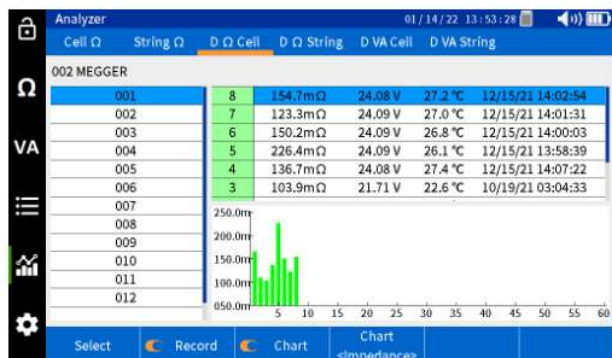 Analyzer 01/14/22 13:53:28
Cell Ω String Ω D Ω Cell D Ω String D VA Cell D VA String
002 MEGGER
Ω
VA
001
002
003
004
005
006
007
008
009
010
011
012
8 154.7mΩ 24.08 V 27.2 ℃ 12/15/21 14:02:54
7 123.3mΩ 24.09 V 27.0 ℃ 12/15/21 14:01:31
6 150.2mΩ 24.09 V 26.8 ℃ 12/15/21 14:00:03
5 226.4mΩ 24.09 V 26.1 ℃ 12/15/21 13:58:39
4 136.7mΩ 24.08 V 27.4 ℃ 12/15/21 14:07:22
3 103.9mΩ 21.71 V 22.6 ℃ 10/19/21 03:04:33
250.0m
200.0m
150.0m
100.0m
050.0m
5 10 15 20 25 30 35 40 45 50 55 60
Select Record Chart Chart
<Impedance>